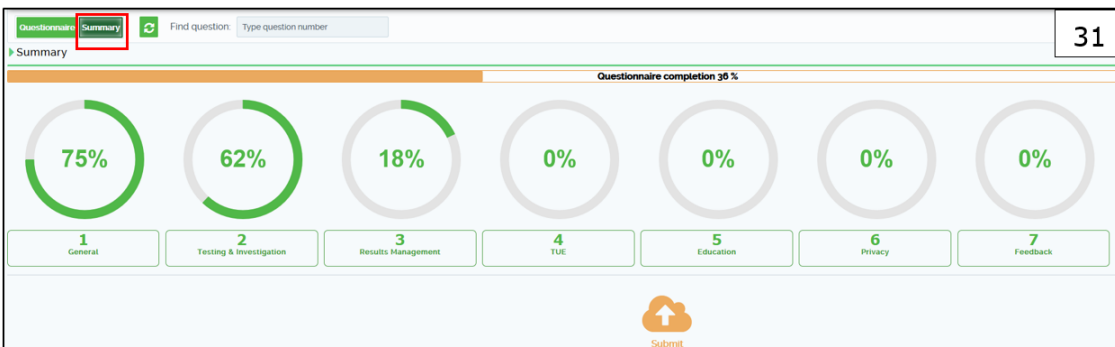 Questionnaire Summary Find question: Type question number
31
Summary
Questionnaire completion 36 %
75% 62% 18% 0% 0% 0% 0%
1 2 3 4 5 6 7
General Testing & Investigation Results Management TUE Education Privacy Feedback
Submit